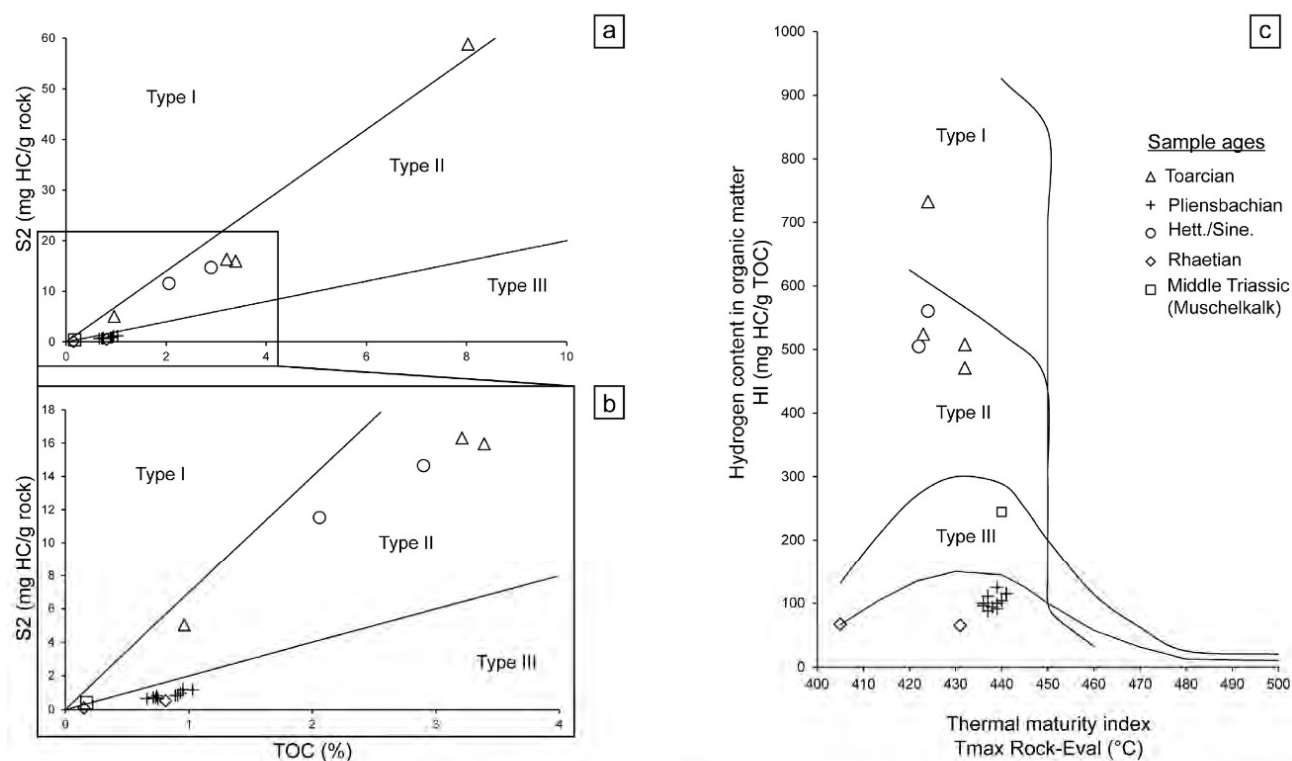 a
S2 (mg HC/g rock)
60
50
40
30
20
10
0
Type I
Type II
Type III
0
2
4
6
8
10
b
S2 (mg HC/g rock)
18
16
14
12
10
8
6
4
2
0
Type I
Type II
Type III
0
1
2
3
4
TOC (%)
c
Hydrogen content in organic matter
HI (mg HC/g TOC)
1000
900
800
700
600
500
400
300
200
100
0
Type I
Type II
Type III
400
410
420
430
440
450
460
470
480
490
500
Thermal maturity index
Tmax Rock-Eval (°C)
Sample ages
Toarcian
Pliensbachian
Hett./Sine.
Rhaetian
Middle Triassic
(Muschelkalk)